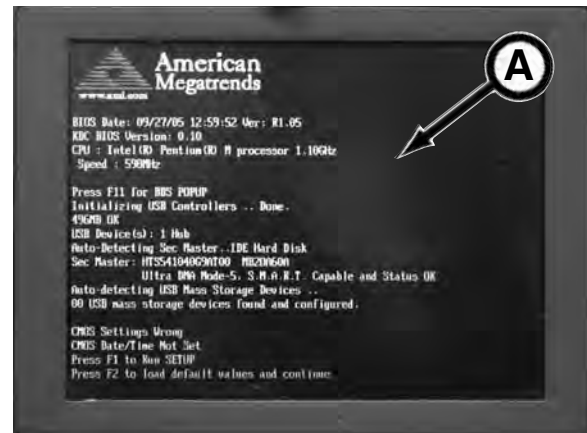 American
Megatrends
www.ami.com
A
BIOS Date: 09/27/05 12:59:52 Ver: R1.05
KDC BIOS Version: 0.10
CPU : Intel(R) Pentium(R) M processor 1.10GHz
Speed : 598MHz
Press F11 for BBS POPUP
Initializing USB Controllers .. Done.
496MB OK
USB Device(s): 1 Hub
Auto-Detecting Sec Master..IDE Hard Disk
Sec Master: HTS541040G9AT00 MB2OA60A
Ultra DMA Mode-5, S.M.A.R.T. Capable and Status OK
Auto-detecting USB Mass Storage Devices ..
00 USB mass storage devices found and configured.
CMOS Settings Wrong
CMOS Date/Time Not Set
Press F1 to Run SETUP
Press F2 to load default values and continue